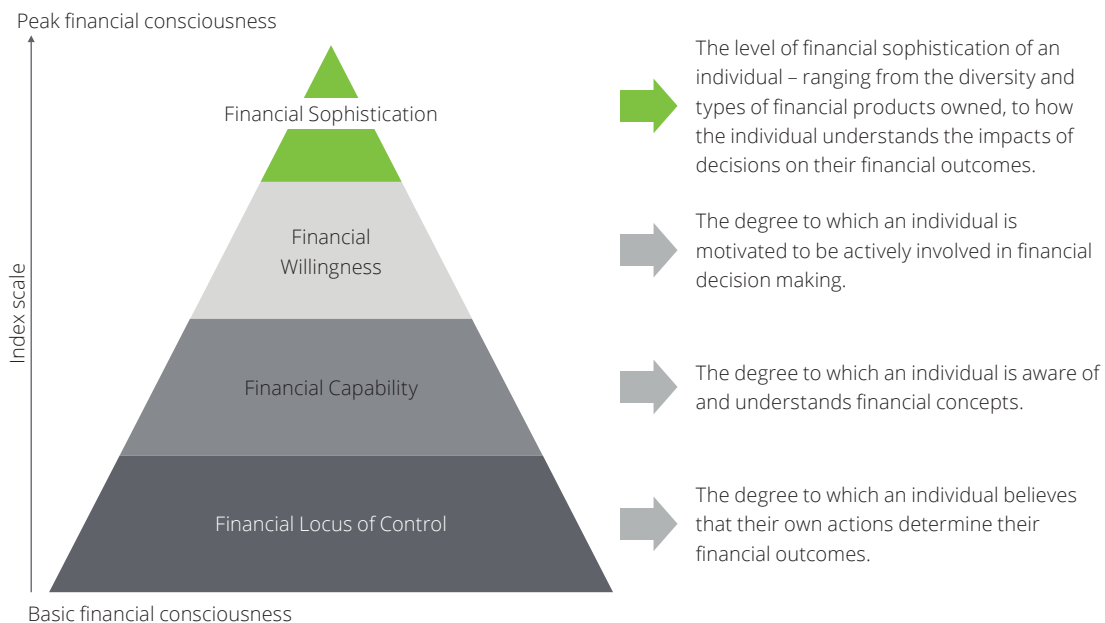 Peak financial consciousness
Financial Sophistication
The level of financial sophistication of an
individual – ranging from the diversity and
types of financial products owned, to how
the individual understands the impacts of
decisions on their financial outcomes.
Financial
Willingness
The degree to which an individual is
motivated to be actively involved in financial
decision making.
Index scale
Financial Capability
The degree to which an individual is aware of
and understands financial concepts.
Financial Locus of Control
The degree to which an individual believes
that their own actions determine their
financial outcomes.
Basic financial consciousness